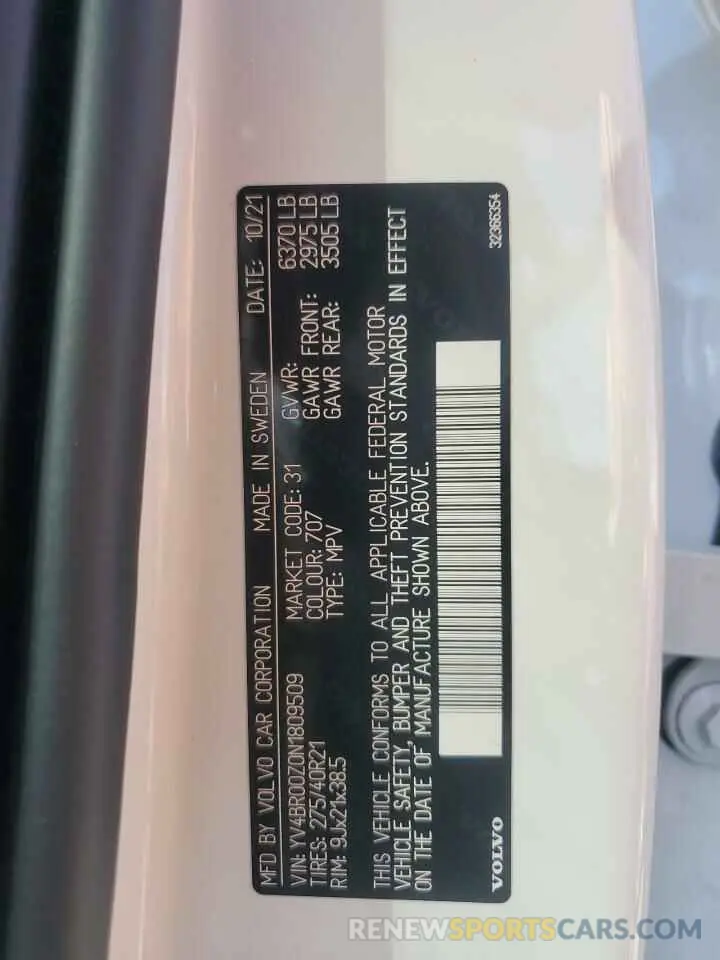 MFD BY VOLVO CAR CORPORATION MADE IN SWEDEN DATE: 10/21
VIN: YV4BR00Z0N1809509 MARKET CODE: 31 GVWR: 6370 LB
TIRES: 275/40R21 COLOUR: 707 GAWR FRONT: 2975 LB
RIM: 9Jx21x38.5 TYPE: MPV GAWR REAR: 3505 LB
THIS VEHICLE CONFORMS TO ALL APPLICABLE FEDERAL MOTOR
VEHICLE SAFETY, BUMPER AND THEFT PREVENTION STANDARDS IN EFFECT
ON THE DATE OF MANUFACTURE SHOWN ABOVE.
VOLVO 32366354
RENEWSPORTSCARS.COM